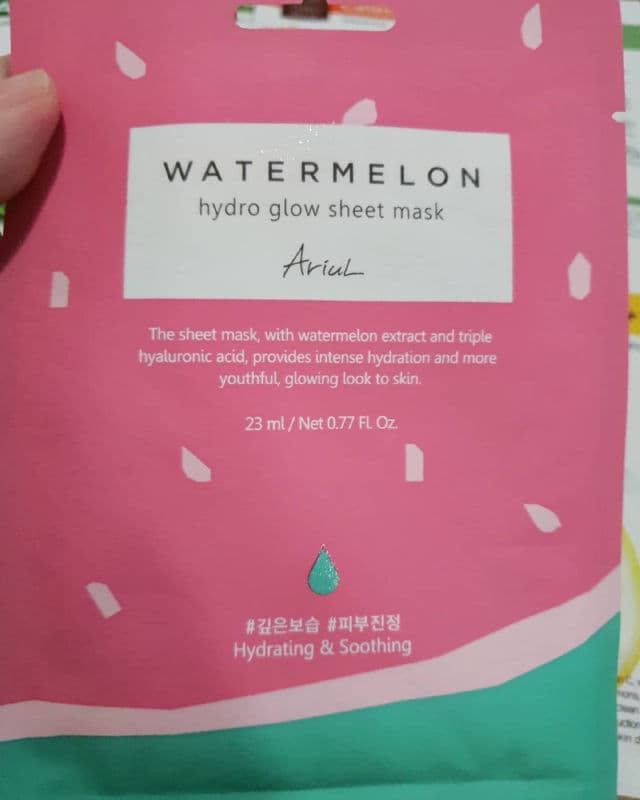 WATERMELON
hydro glow sheet mask
Ariul
The sheet mask, with watermelon extract and triple
hyaluronic acid, provides intense hydration and more
youthful, glowing look to skin.
23 ml / Net 0.77 Fl. Oz.
#깊은보습 #피부진정
Hydrating & Soothing